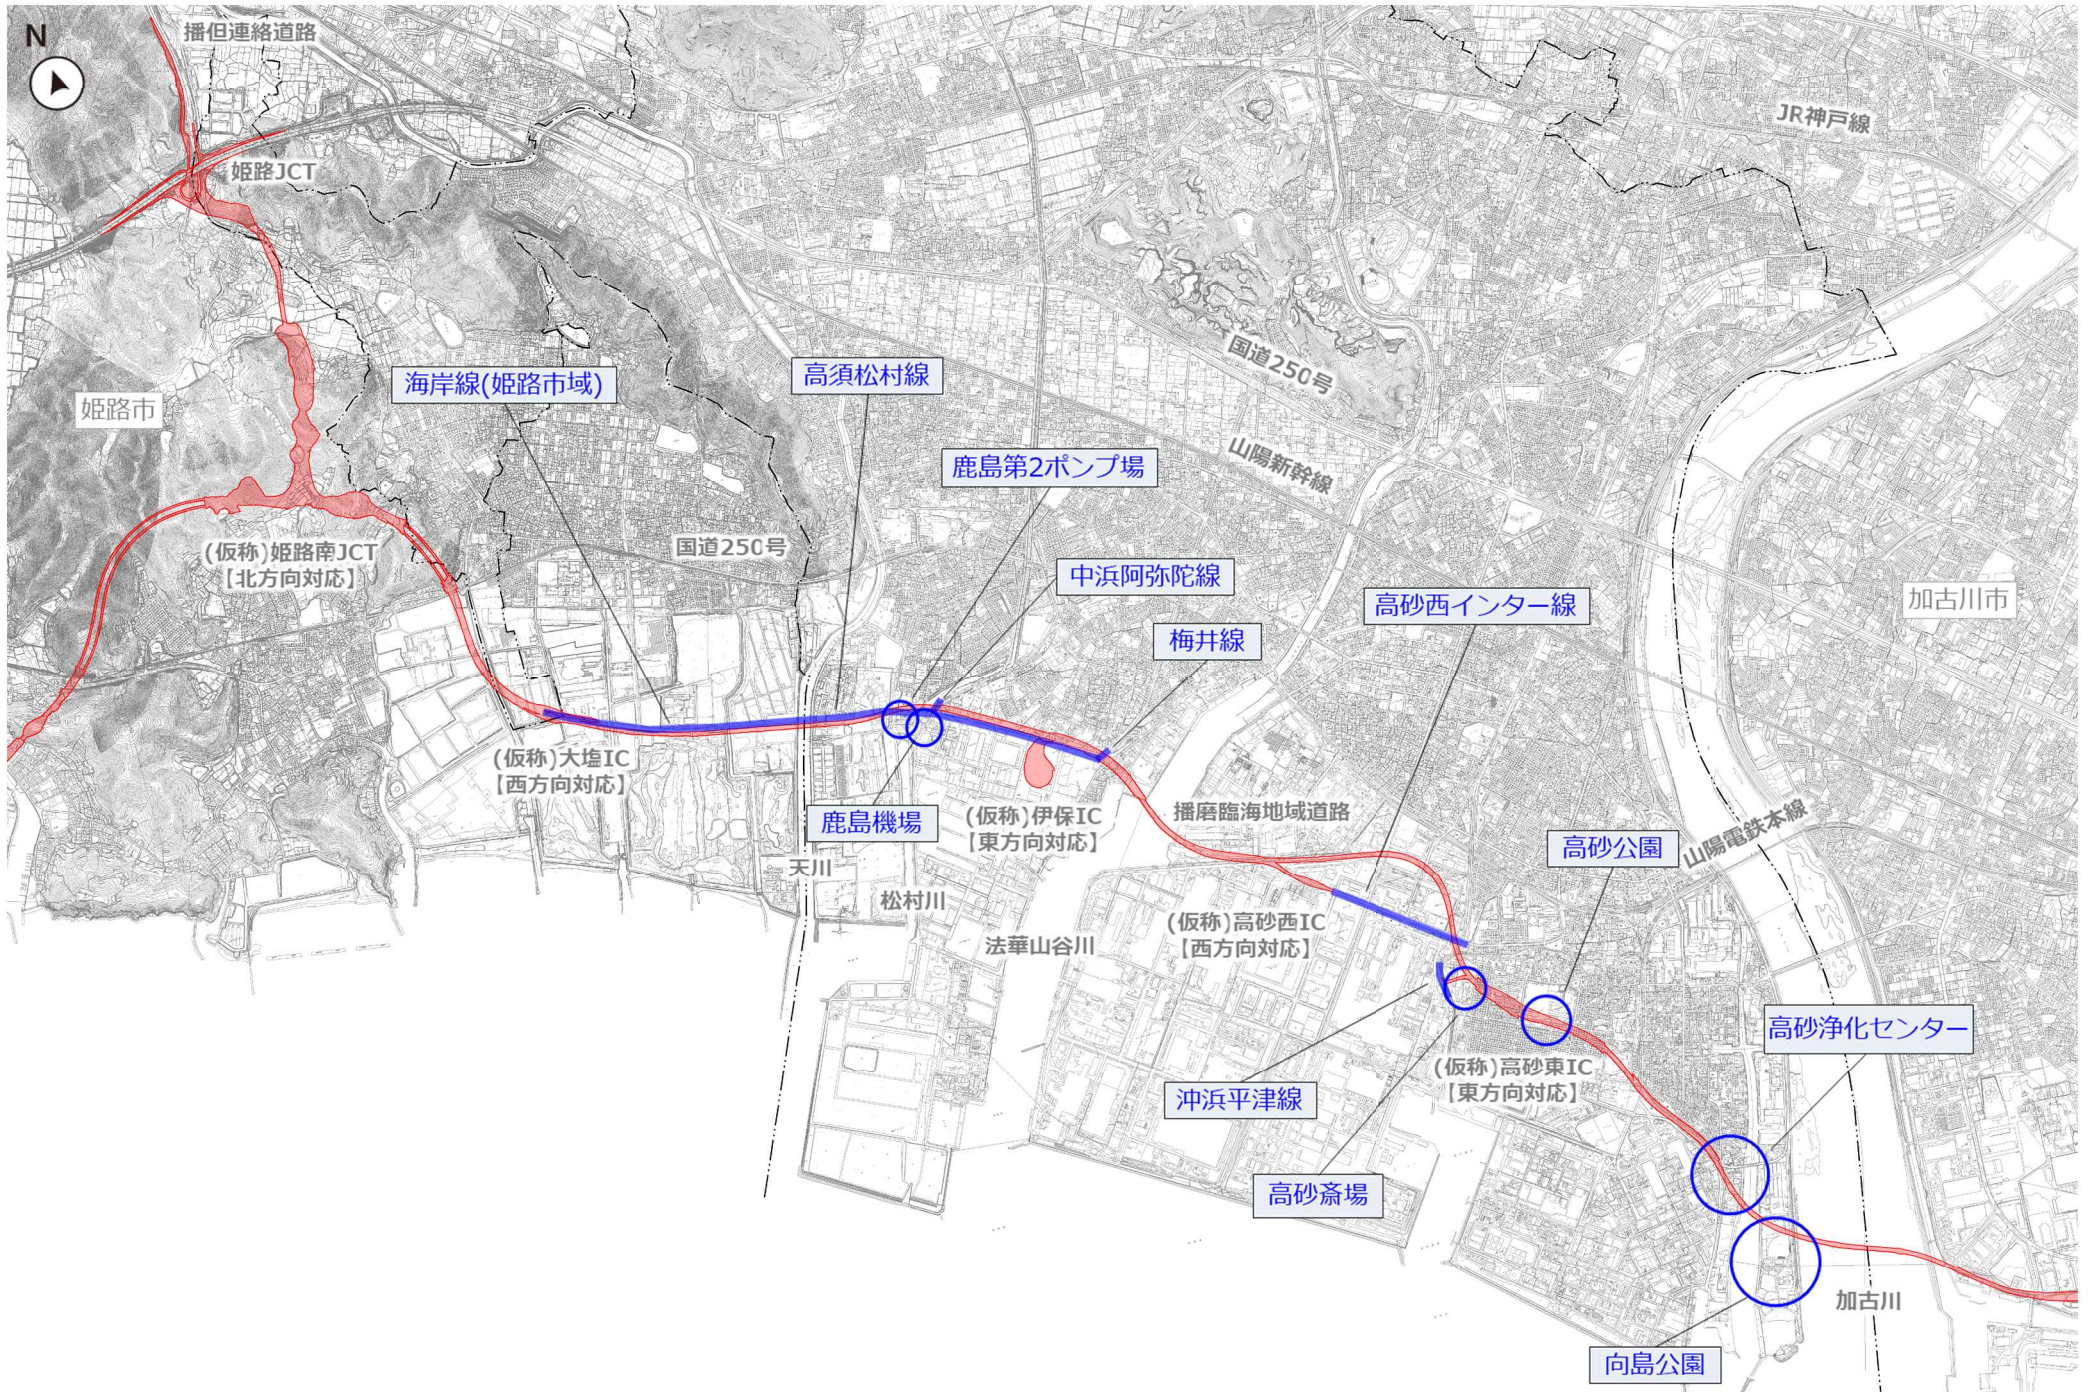 N
播但連絡道路
姫路JCT
JR神戸線
国道250号
海岸線(姫路市域)
高須松村線
姫路市
山陽新幹線
鹿島第2ポンプ場
(仮称)姫路南JCT
【北方向対応】
国道250号
中浜阿弥陀線
高砂西インター線
加古川市
梅井線
(仮称)大塩IC
【西方向対応】
鹿島機場
(仮称)伊保IC
【東方向対応】
播磨臨海地域道路
山陽電鉄本線
高砂公園
天川
松村川
法華山谷川
(仮称)高砂西IC
【西方向対応】
高砂浄化センター
(仮称)高砂東IC
【東方向対応】
沖浜平津線
高砂斎場
加古川
向島公園